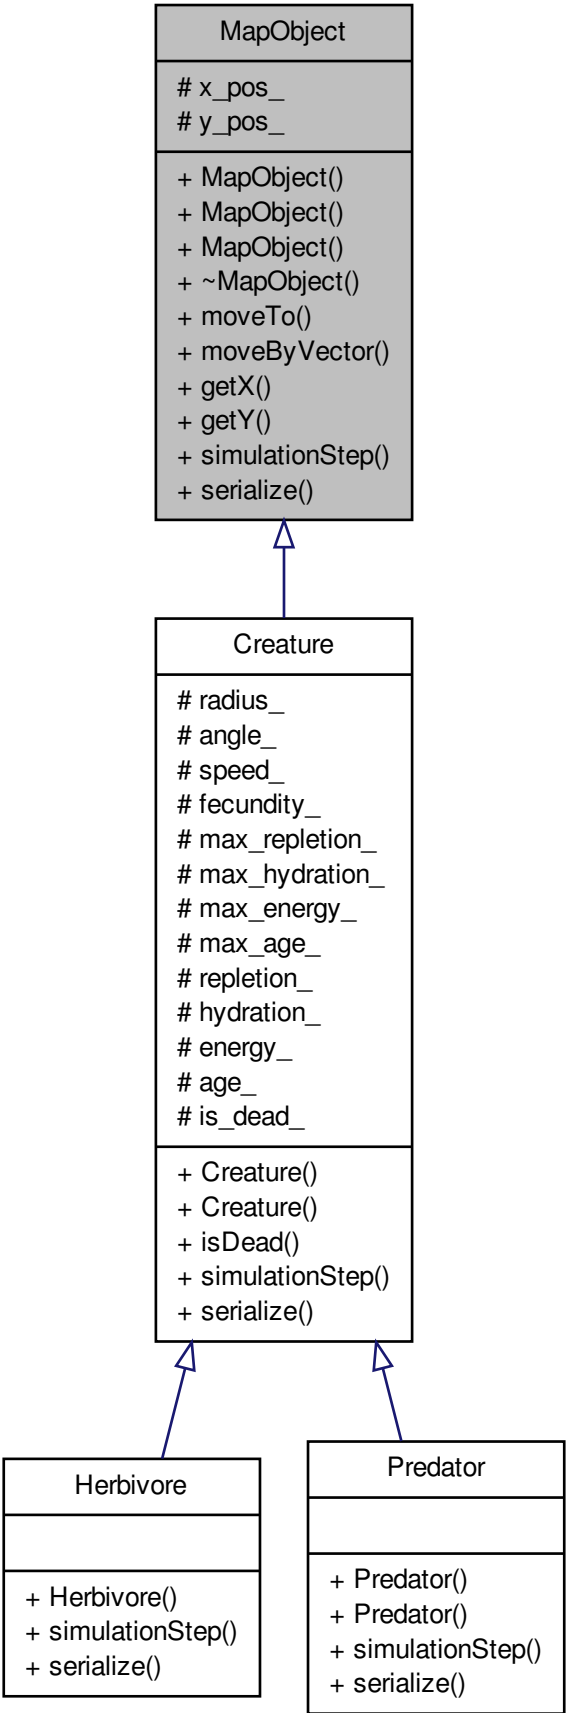 MapObject
# x_pos_
# y_pos_
+ MapObject()
+ MapObject()
+ MapObject()
+ ~MapObject()
+ moveTo()
+ moveByVector()
+ getX()
+ getY()
+ simulationStep()
+ serialize()
Creature
# radius_
# angle_
# speed_
# fecundity_
# max_repletion_
# max_hydration_
# max_energy_
# max_age_
# repletion_
# hydration_
# energy_
# age_
# is_dead_
+ Creature()
+ Creature()
+ isDead()
+ simulationStep()
+ serialize()
Herbivore
+ Herbivore()
+ simulationStep()
+ serialize()
Predator
+ Predator()
+ Predator()
+ simulationStep()
+ serialize()